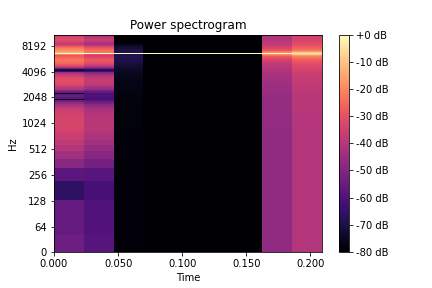 Power spectrogram
8192
4096
2048
1024
512
256
128
64
0
Hz
0.000 0.050 0.100 0.150 0.200
Time
+0 dB
-10 dB
-20 dB
-30 dB
-40 dB
-50 dB
-60 dB
-70 dB
-80 dB